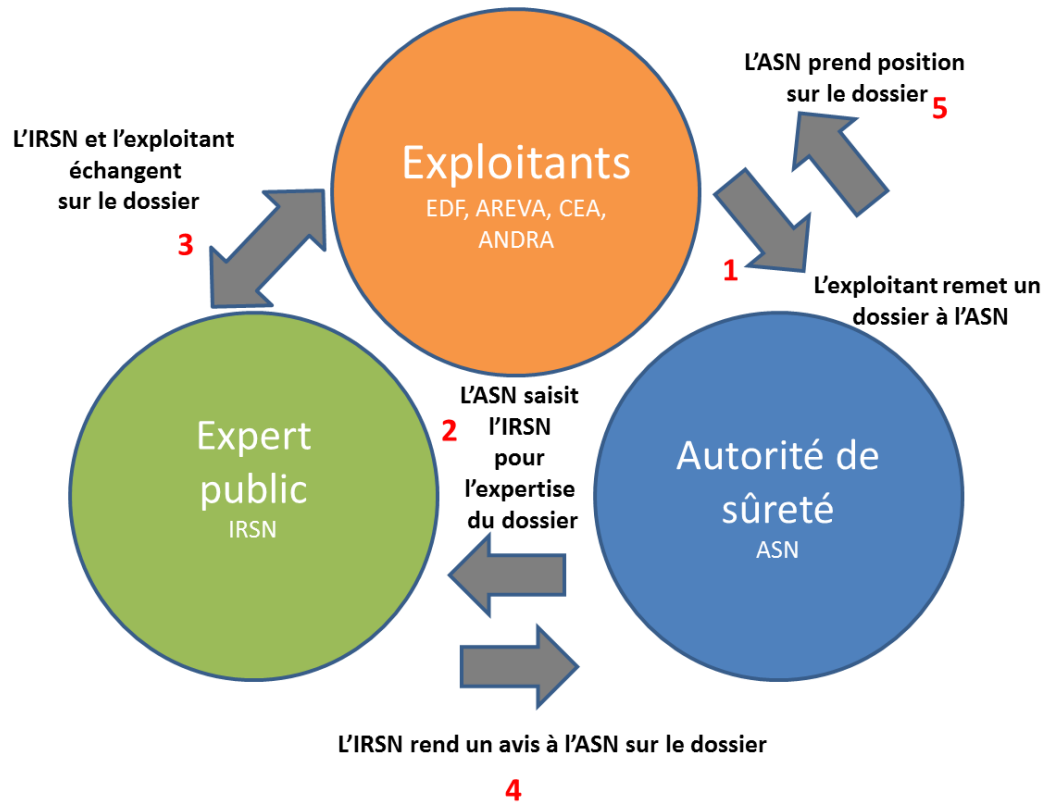 L'ASN prend position
sur le dossier
5
L'IRSN et l'exploitant
échangent
sur le dossier
3
Exploitants
EDF, AREVA, CEA,
ANDRA
1
L'exploitant remet un
dossier à l'ASN
2
L'ASN saisit
l'IRSN
pour
l'expertise
du dossier
Expert
public
IRSN
Autorité de
sûreté
ASN
L'IRSN rend un avis à l'ASN sur le dossier
4